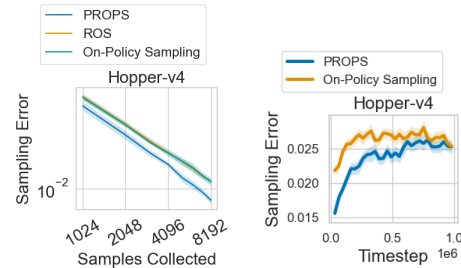 PROPS
ROS
On-Policy Sampling
Hopper-v4
Sampling Error
10⁻²
1024
2048
4096
8192
Samples Collected
PROPS
On-Policy Sampling
Hopper-v4
Sampling Error
0.025
0.020
0.015
0.0
0.5
1.0
1e6
Timestep